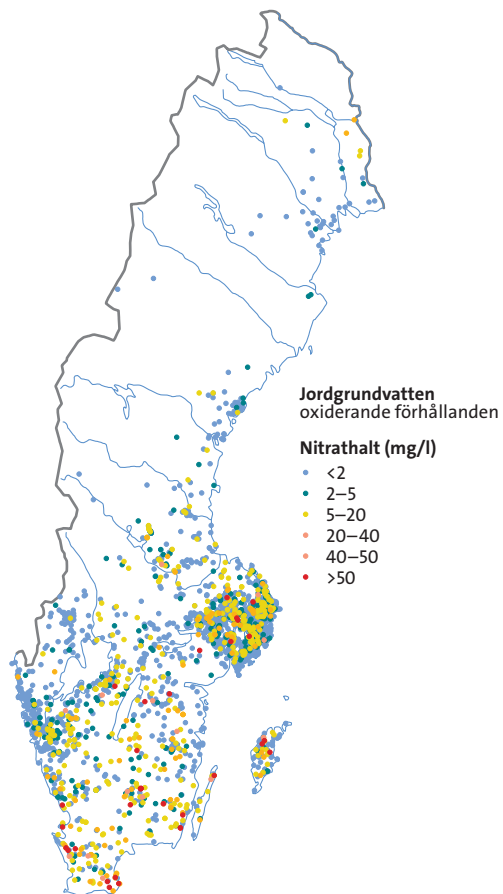 Jordgrundvatten
oxiderande förhållanden
Nitrathalt (mg/l)
<2
2–5
5–20
20–40
40–50
>50